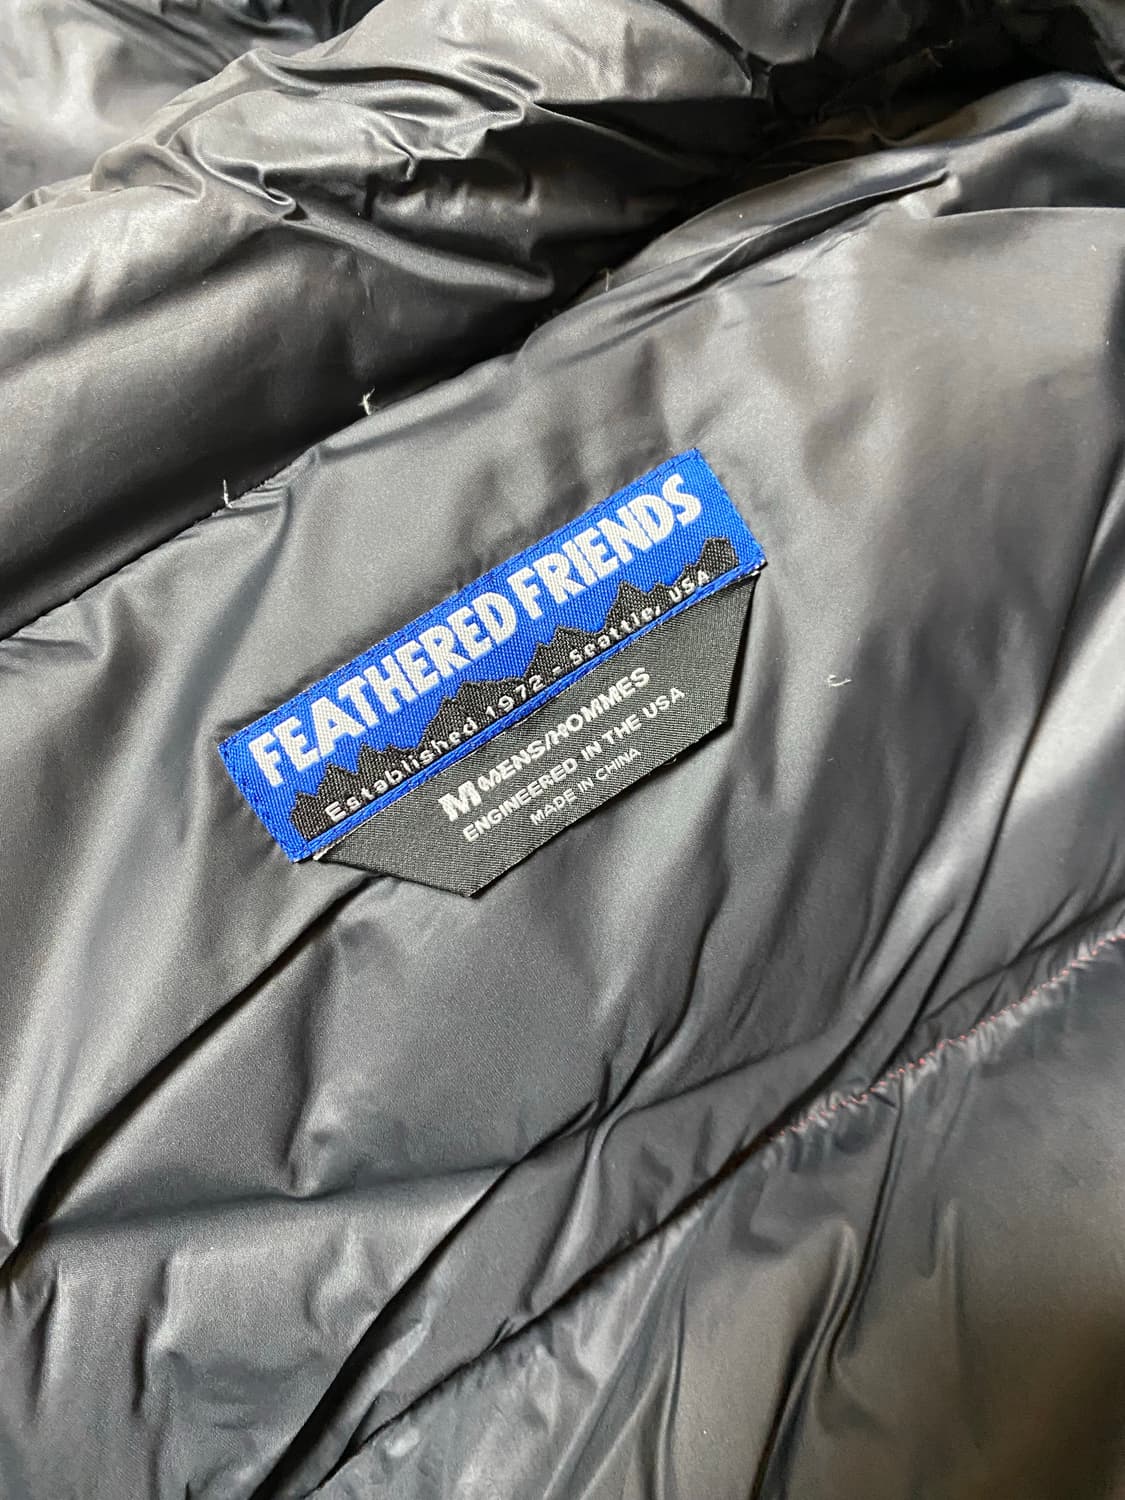 FEATHERED FRIENDS
Established 1972 - Seattle, USA
M MENS/HOMMES
ENGINEERED IN THE USA
MADE IN CHINA